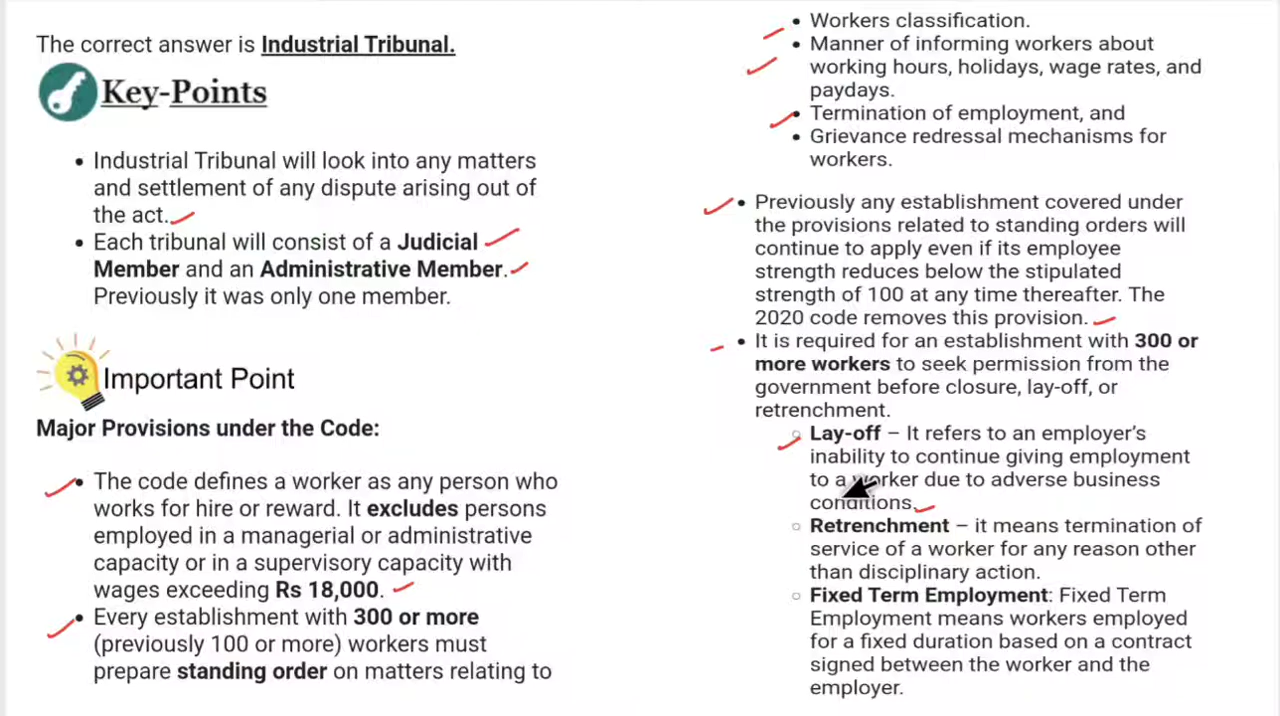 The correct answer is Industrial Tribunal.
Key-Points
• Industrial Tribunal will look into any matters
and settlement of any dispute arising out of
the act.
• Each tribunal will consist of a Judicial
Member and an Administrative Member.
Previously it was only one member.
Important Point
Major Provisions under the Code:
• The code defines a worker as any person who
works for hire or reward. It excludes persons
employed in a managerial or administrative
capacity or in a supervisory capacity with
wages exceeding Rs 18,000.
• Every establishment with 300 or more
(previously 100 or more) workers must
prepare standing order on matters relating to
• Workers classification.
• Manner of informing workers about
working hours, holidays, wage rates, and
paydays.
• Termination of employment, and
• Grievance redressal mechanisms for
workers.
• Previously any establishment covered under
the provisions related to standing orders will
continue to apply even if its employee
strength reduces below the stipulated
strength of 100 at any time thereafter. The
2020 code removes this provision.
• It is required for an establishment with 300 or
more workers to seek permission from the
government before closure, lay-off, or
retrenchment.
○ Lay-off – It refers to an employer's
inability to continue giving employment
to a worker due to adverse business
conditions.
○ Retrenchment – it means termination of
service of a worker for any reason other
than disciplinary action.
○ Fixed Term Employment: Fixed Term
Employment means workers employed
for a fixed duration based on a contract
signed between the worker and the
employer.